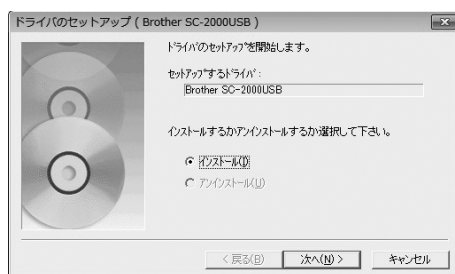 ドライバのセットアップ ( Brother SC-2000USB )
ドライバのセットアップを開始します。
セットアップするドライバ:
Brother SC-2000USB
インストールするかアンインストールするか選択して下さい。
インストール(I)
アンインストール(U)
< 戻る(B)
次へ(N) >
キャンセル